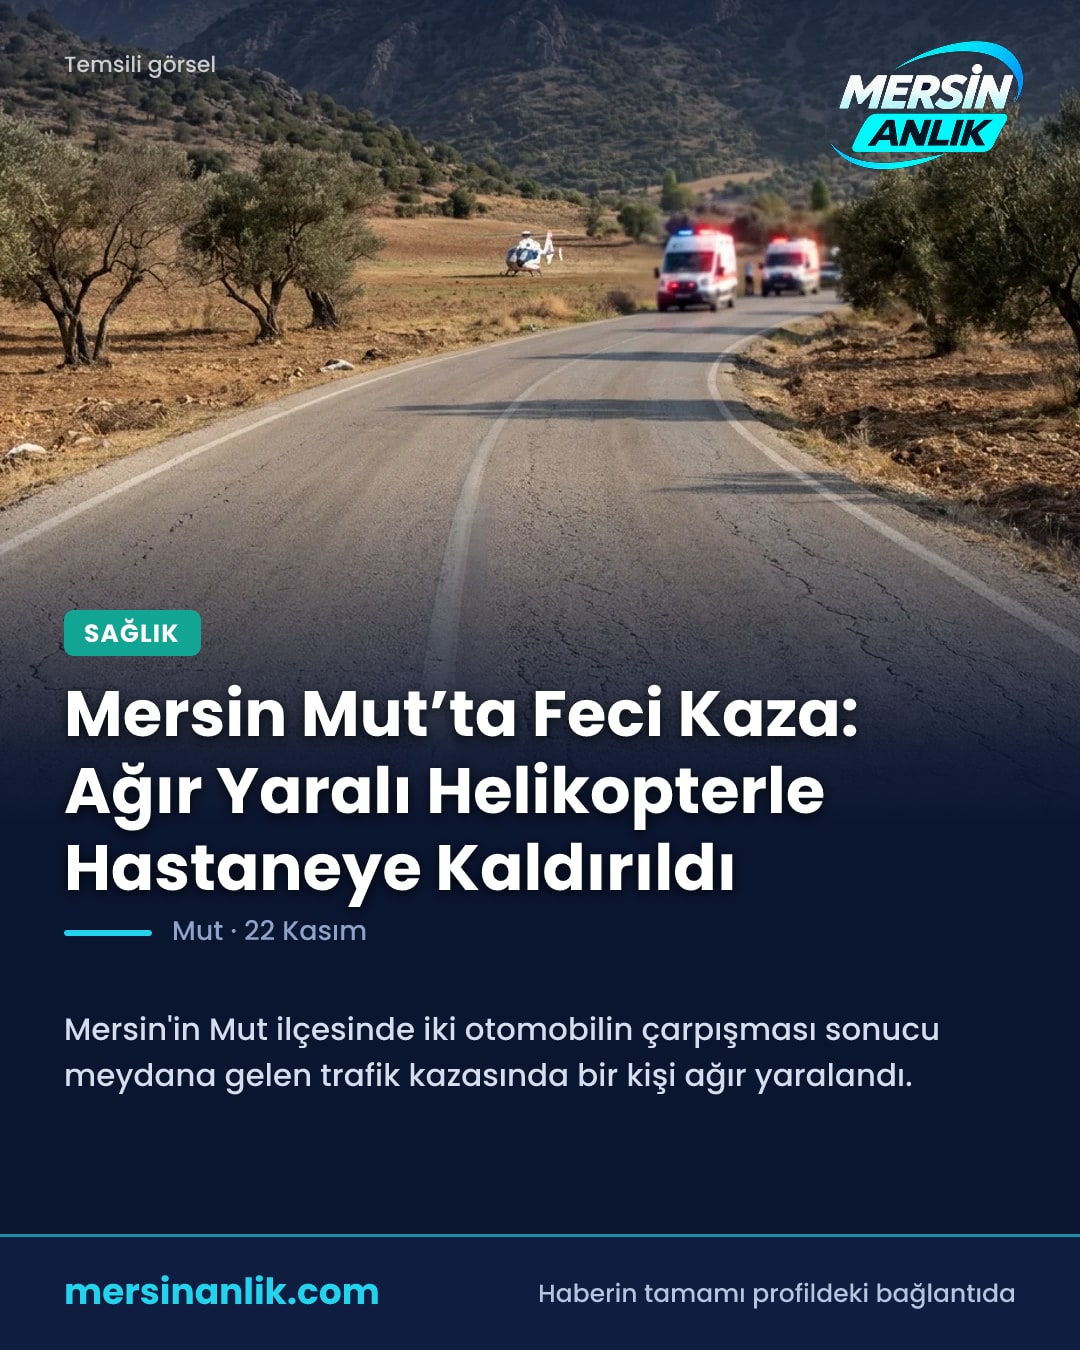 Temsili görsel
MERSİN
ANLIK
SAĞLIK
Mersin Mut’ta Feci Kaza:
Ağır Yaralı Helikopterle
Hastaneye Kaldırıldı
Mut · 22 Kasım
Mersin'in Mut ilçesinde iki otomobilin çarpışması sonucu
meydana gelen trafik kazasında bir kişi ağır yaralandı.
mersinanlik.com
Haberin tamamı profildeki bağlantıda